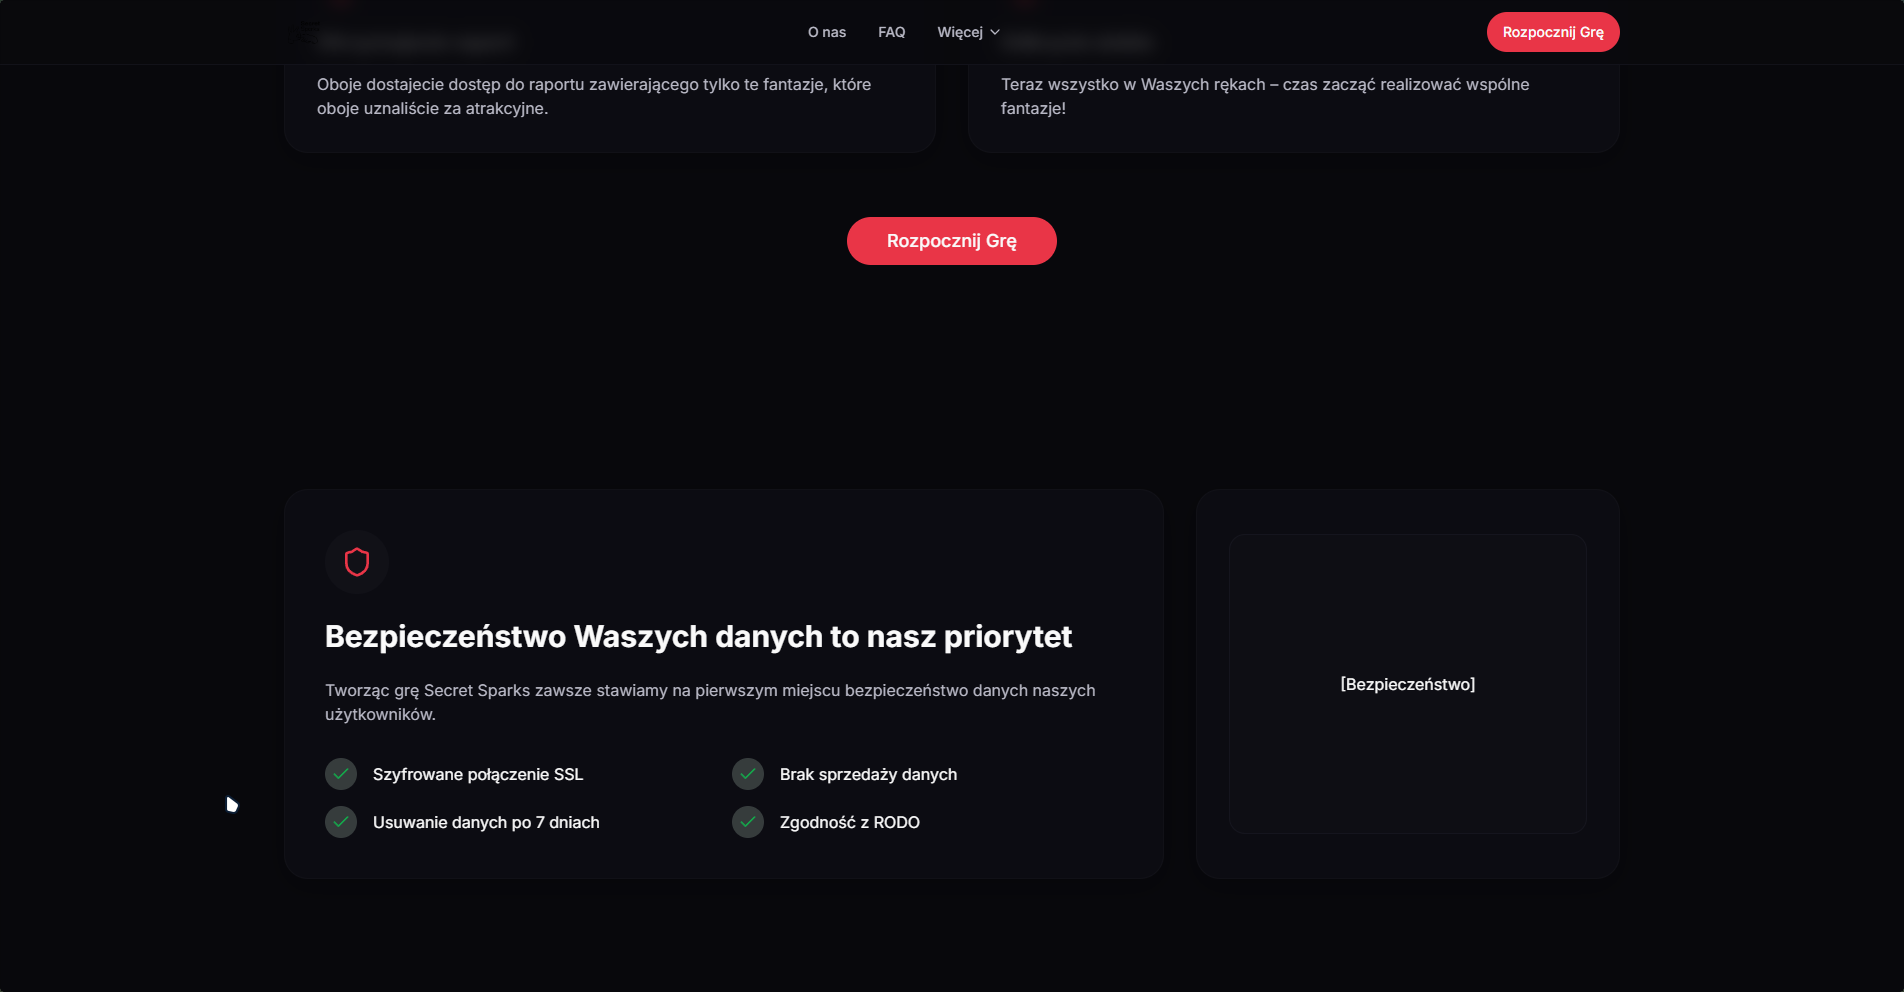 O nas
FAQ
Więcej
Rozpocznij Grę
Oboje dostajecie dostęp do raportu zawierającego tylko te fantazje, które
oboje uznaliście za atrakcyjne.
Teraz wszystko w Waszych rękach – czas zacząć realizować wspólne
fantazje!
Rozpocznij Grę
Bezpieczeństwo Waszych danych to nasz priorytet
Tworząc grę Secret Sparks zawsze stawiamy na pierwszym miejscu bezpieczeństwo danych naszych
użytkowników.
Szyfrowane połączenie SSL
Brak sprzedaży danych
Usuwanie danych po 7 dniach
Zgodność z RODO
[Bezpieczeństwo]